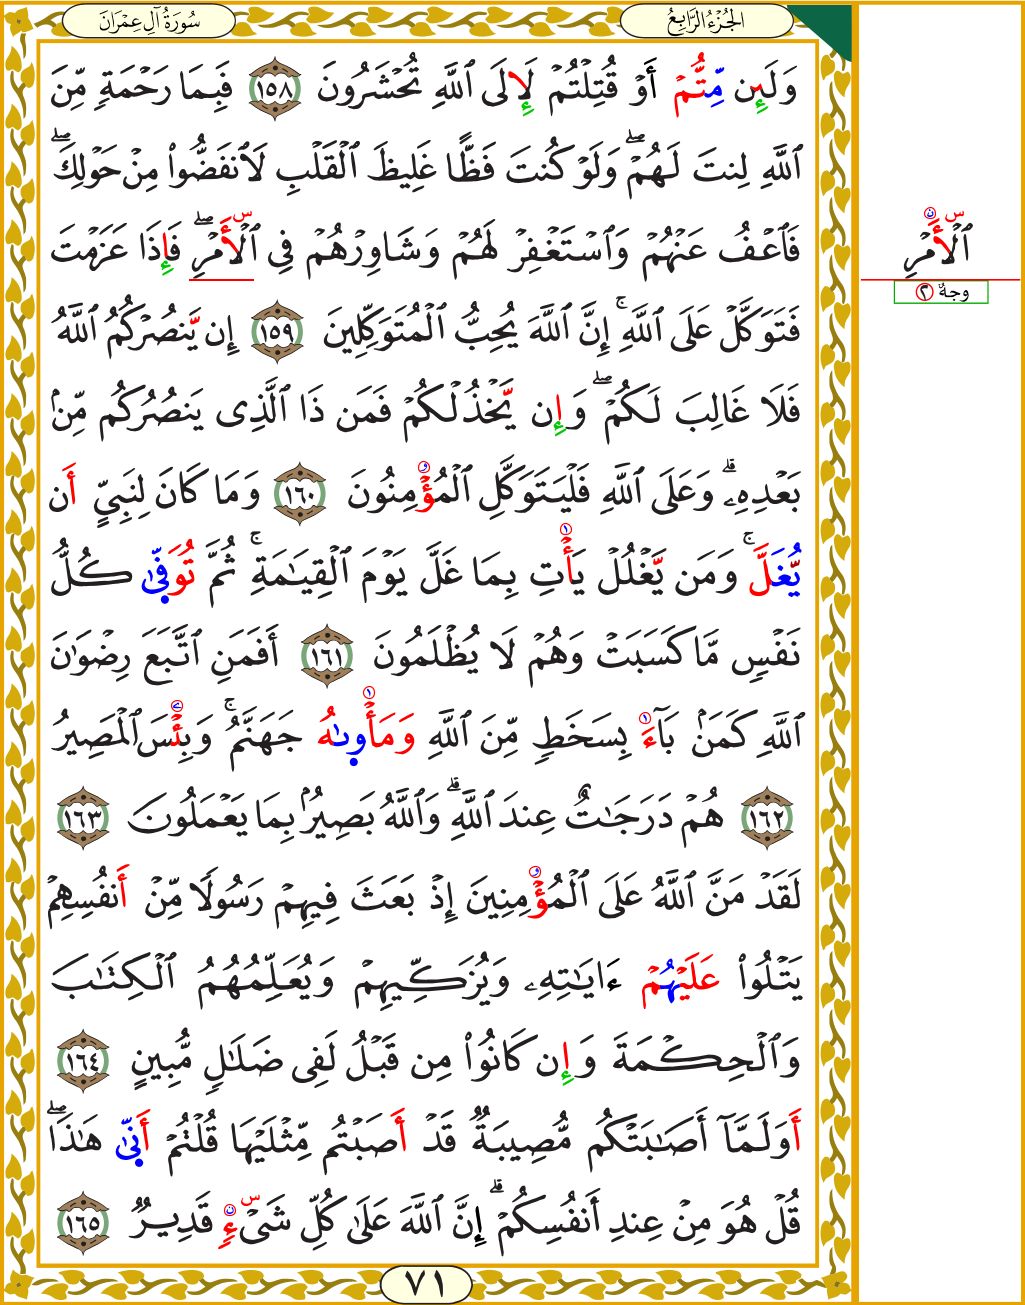 الجُزْءُ الرَّابِعُ
سُورَةُ آلِ عِمْرَان
وَلَئِن مِّتُّمْ أَوْ قُتِلْتُمْ لَإِلَى ٱللَّهِ تُحْشَرُونَ ١٥٨ فَبِمَا رَحْمَةٍ مِّنَ
ٱللَّهِ لِنتَ لَهُمْ ۖ وَلَوْ كُنتَ فَظًّا غَلِيظَ ٱلْقَلْبِ لَٱنفَضُّوا۟ مِنْ حَوْلِكَ ۖ
فَٱعْفُ عَنْهُمْ وَٱسْتَغْفِرْ لَهُمْ وَشَاوِرْهُمْ فِى ٱلْأَمْرِ ۖ فَإِذَا عَزَمْتَ
فَتَوَكَّلْ عَلَى ٱللَّهِ ۚ إِنَّ ٱللَّهَ يُحِبُّ ٱلْمُتَوَكِّلِينَ ١٥٩ إِن يَنصُرْكُمُ ٱللَّهُ
فَلَا غَالِبَ لَكُمْ ۖ وَإِن يَخْذُلْكُمْ فَمَن ذَا ٱلَّذِى يَنصُرُكُم مِّنۢ
بَعْدِهِۦ ۗ وَعَلَى ٱللَّهِ فَلْيَتَوَكَّلِ ٱلْمُؤْمِنُونَ ١٦٠ وَمَا كَانَ لِنَبِىٍّ أَن
يُغَلَّ ۚ وَمَن يَغْلُلْ يَأْتِ بِمَا غَلَّ يَوْمَ ٱلْقِيَـٰمَةِ ۚ ثُمَّ تُوَفَّىٰ كُلُّ
نَفْسٍ مَّا كَسَبَتْ وَهُمْ لَا يُظْلَمُونَ ١٦١ أَفَمَنِ ٱتَّبَعَ رِضْوَٰنَ
ٱللَّهِ كَمَنۢ بَآءَ بِسَخَطٍ مِّنَ ٱللَّهِ وَمَأْوَىٰهُ جَهَنَّمُ ۚ وَبِئْسَ ٱلْمَصِيرُ
١٦٢ هُمْ دَرَجَـٰتٌ عِندَ ٱللَّهِ ۗ وَٱللَّهُ بَصِيرٌۢ بِمَا يَعْمَلُونَ ١٦٣
لَقَدْ مَنَّ ٱللَّهُ عَلَى ٱلْمُؤْمِنِينَ إِذْ بَعَثَ فِيهِمْ رَسُولًا مِّنْ أَنفُسِهِمْ
يَتْلُوا۟ عَلَيْهُمْ ءَايَـٰتِهِۦ وَيُزَكِّيهِمْ وَيُعَلِّمُهُمُ ٱلْكِتَـٰبَ
وَٱلْحِكْمَةَ وَإِن كَانُوا۟ مِن قَبْلُ لَفِى ضَلَـٰلٍ مُّبِينٍ ١٦٤
أَوَلَمَّآ أَصَـٰبَتْكُم مُّصِيبَةٌ قَدْ أَصَبْتُم مِّثْلَيْهَا قُلْتُمْ أَنَّىٰ هَـٰذَا ۖ
قُلْ هُوَ مِنْ عِندِ أَنفُسِكُمْ ۗ إِنَّ ٱللَّهَ عَلَىٰ كُلِّ شَىْءٍ قَدِيرٌ ١٦٥
٧١
ٱلْأَمْرِ
وجهٌ ٢